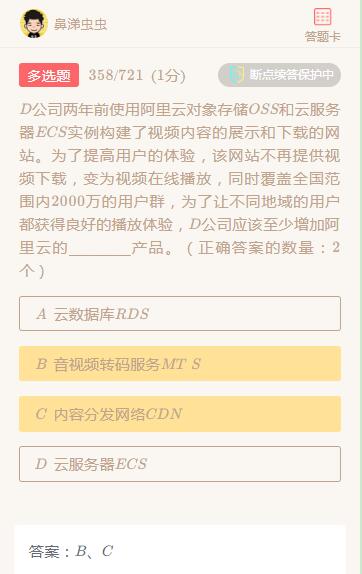 鼻涕虫虫
答题卡
多选题 358/721 (1分) 断点续答保护中
D公司两年前使用阿里云对象存储OSS和云服务
器ECS实例构建了视频内容的展示和下载的网
站。为了提高用户的体验，该网站不再提供视
频下载，变为视频在线播放，同时覆盖全国范
围内2000万的用户群，为了让不同地域的用户
都获得良好的播放体验，D公司应该至少增加阿
里云的_______产品。（正确答案的数量：2
个）
A 云数据库RDS
B 音视频转码服务MT S
C 内容分发网络CDN
D 云服务器ECS
答案：B、C